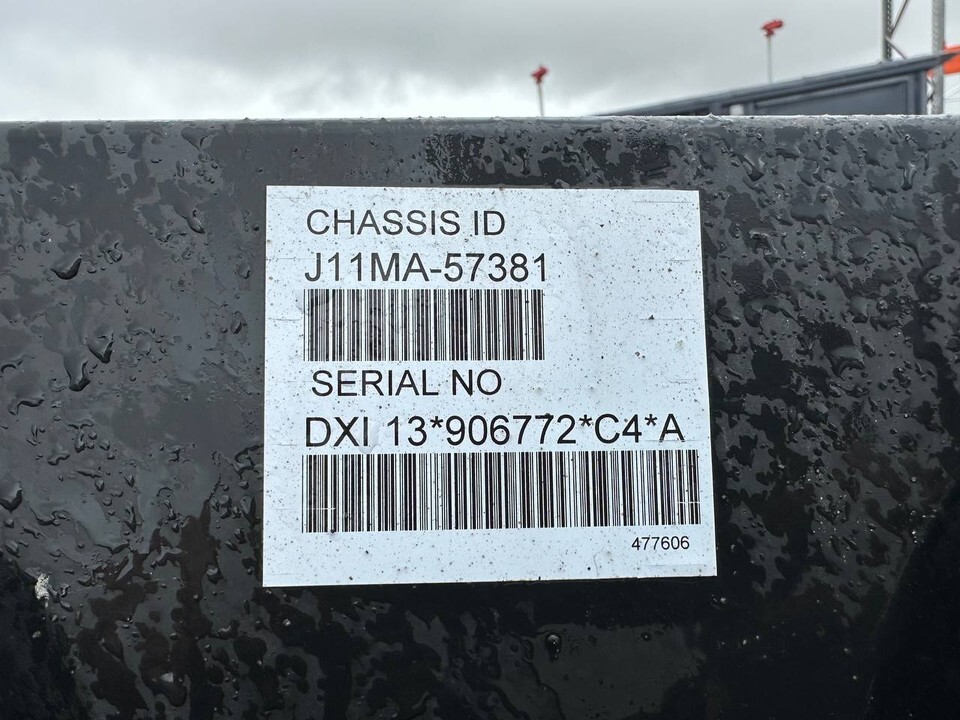 CHASSIS ID
J11MA-57381
SERIAL NO
DXI 13*906772*C4*A
477606